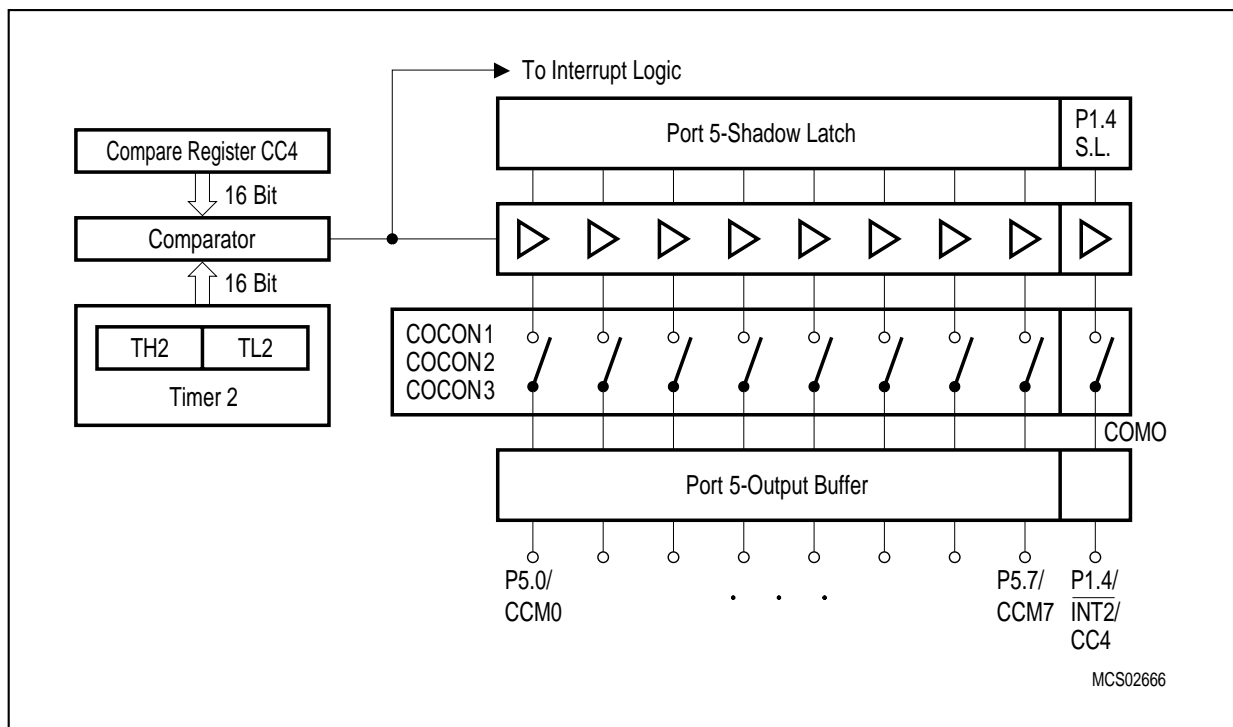 To Interrupt Logic
Port 5-Shadow Latch
P1.4
S.L.
Compare Register CC4
16 Bit
Comparator
16 Bit
TH2
TL2
Timer 2
COCON1
COCON2
COCON3
COMO
Port 5-Output Buffer
P5.0/
CCM0
. . .
P5.7/
CCM7
P1.4/
INT2/
CC4
MCS02666